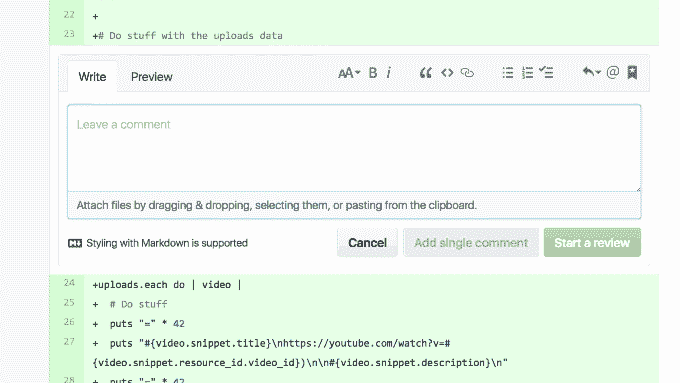 22 +
23 +# Do stuff with the uploads data
Write Preview AA B i “ <> @
Leave a comment
Attach files by dragging & dropping, selecting them, or pasting from the clipboard.
Styling with Markdown is supported Cancel Add single comment Start a review
24 +uploads.each do | video |
25 + # Do stuff
26 + puts "=" * 42
27 + puts "#{video.snippet.title}\nhttps://youtube.com/watch?v=#
{video.snippet.resource_id.video_id})\n\n#{video.snippet.description}\n"
28 + puts "=" * 42